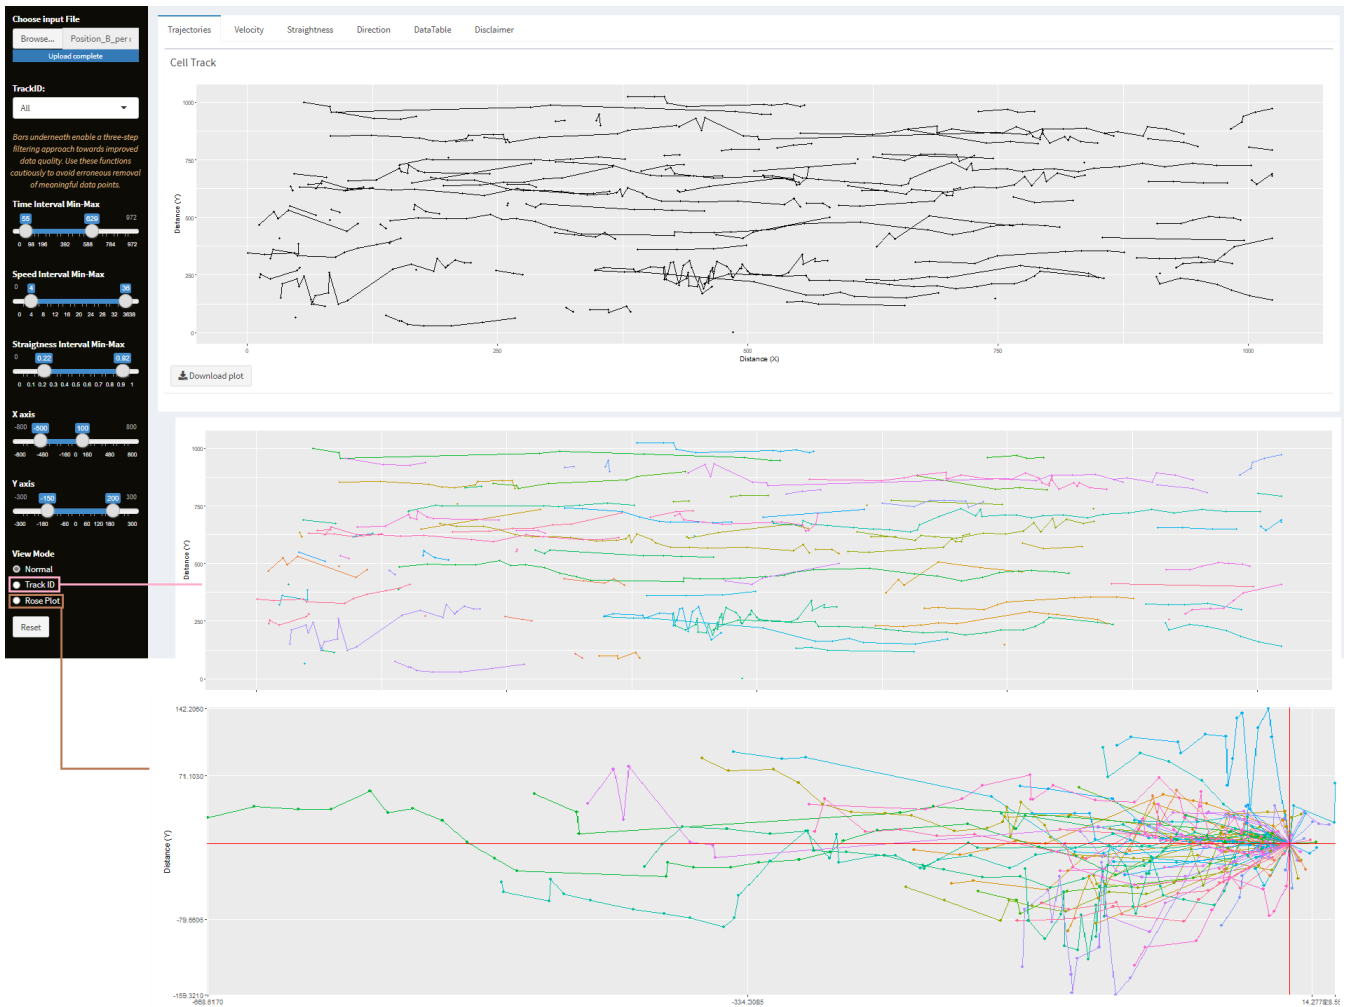 Choose input File
Browse...
Position_B_per
Upload complete
TrackID:
All
Bars underneath enable a three-step
filtering approach towards improved
data quality. Use these functions
cautiously to avoid erroneous removal
of meaningful data points.
Time Interval Min-Max
55 629 972
0 98 196 392 588 784 972
Speed Interval Min-Max
0 4 36
0 4 8 12 16 20 24 28 32 3638
Straigtness Interval Min-Max
0 0.22 0.92
0 0.1 0.2 0.3 0.4 0.5 0.6 0.7 0.8 0.9 1
X axis
-800 -500 100 800
-800 -480 -160 0 160 480 800
Y axis
-300 -150 200 300
-300 -180 -60 0 60 120 180 300
View Mode
Normal
Track ID
Rose Plot
Reset
Trajectories Velocity Straightness Direction DataTable Disclaimer
Cell Track
1000
750
500
250
0
Distance (Y)
0 250 500 750 1000
Distance (X)
Download plot
1000
750
500
250
0
Distance (Y)
142.2060
71.1030
-79.6605
-159.3210
Distance (Y)
-668.6170 -334.2085